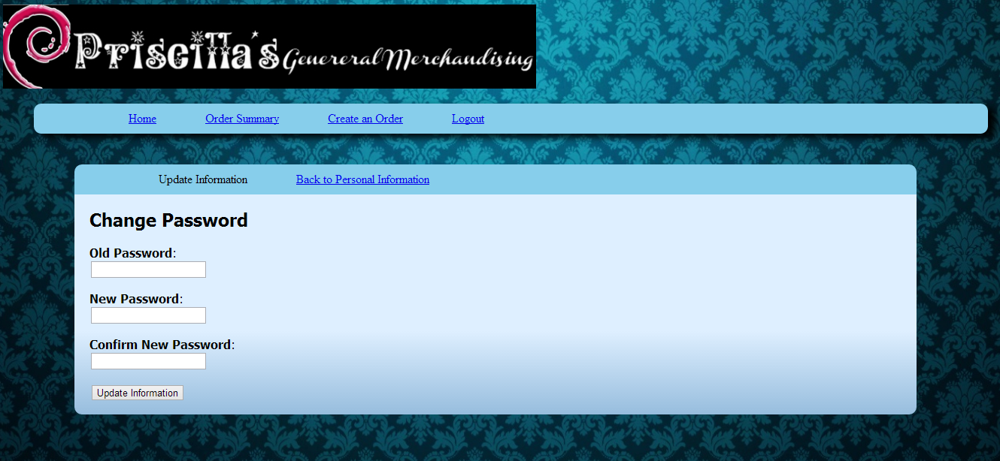 Priscilla's Genereral Merchandising
Home Order Summary Create an Order Logout
Update Information Back to Personal Information
Change Password
Old Password:
New Password:
Confirm New Password:
Update Information